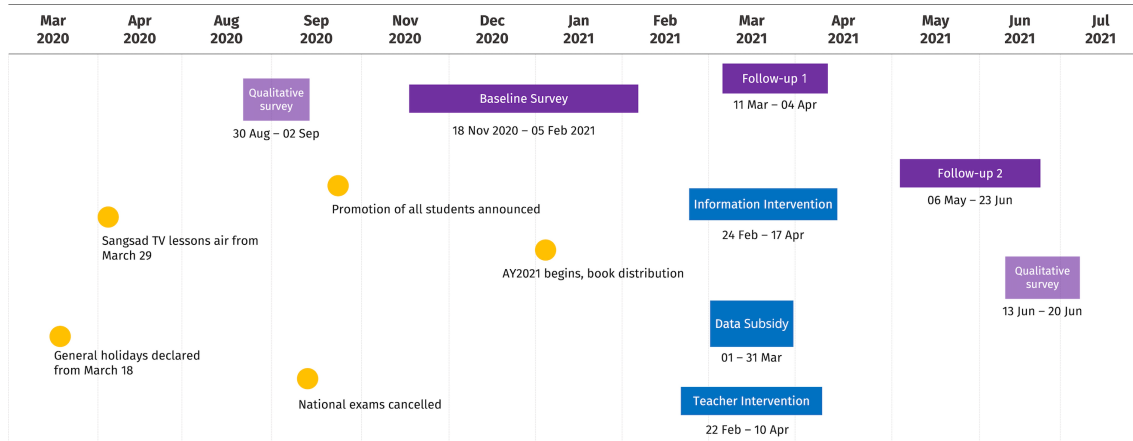 Mar Apr Aug Sep Nov Dec Jan Feb Mar Apr May Jun Jul
2020 2020 2020 2020 2020 2020 2021 2021 2021 2021 2021 2021 2021
Qualitative
survey
30 Aug – 02 Sep
Baseline Survey
18 Nov 2020 – 05 Feb 2021
Follow-up 1
11 Mar – 04 Apr
Follow-up 2
06 May – 23 Jun
Promotion of all students announced
Information Intervention
24 Feb – 17 Apr
Sangsad TV lessons air from
March 29
AY2021 begins, book distribution
Qualitative
survey
13 Jun – 20 Jun
Data Subsidy
01 – 31 Mar
General holidays declared
from March 18
National exams cancelled
Teacher Intervention
22 Feb – 10 Apr